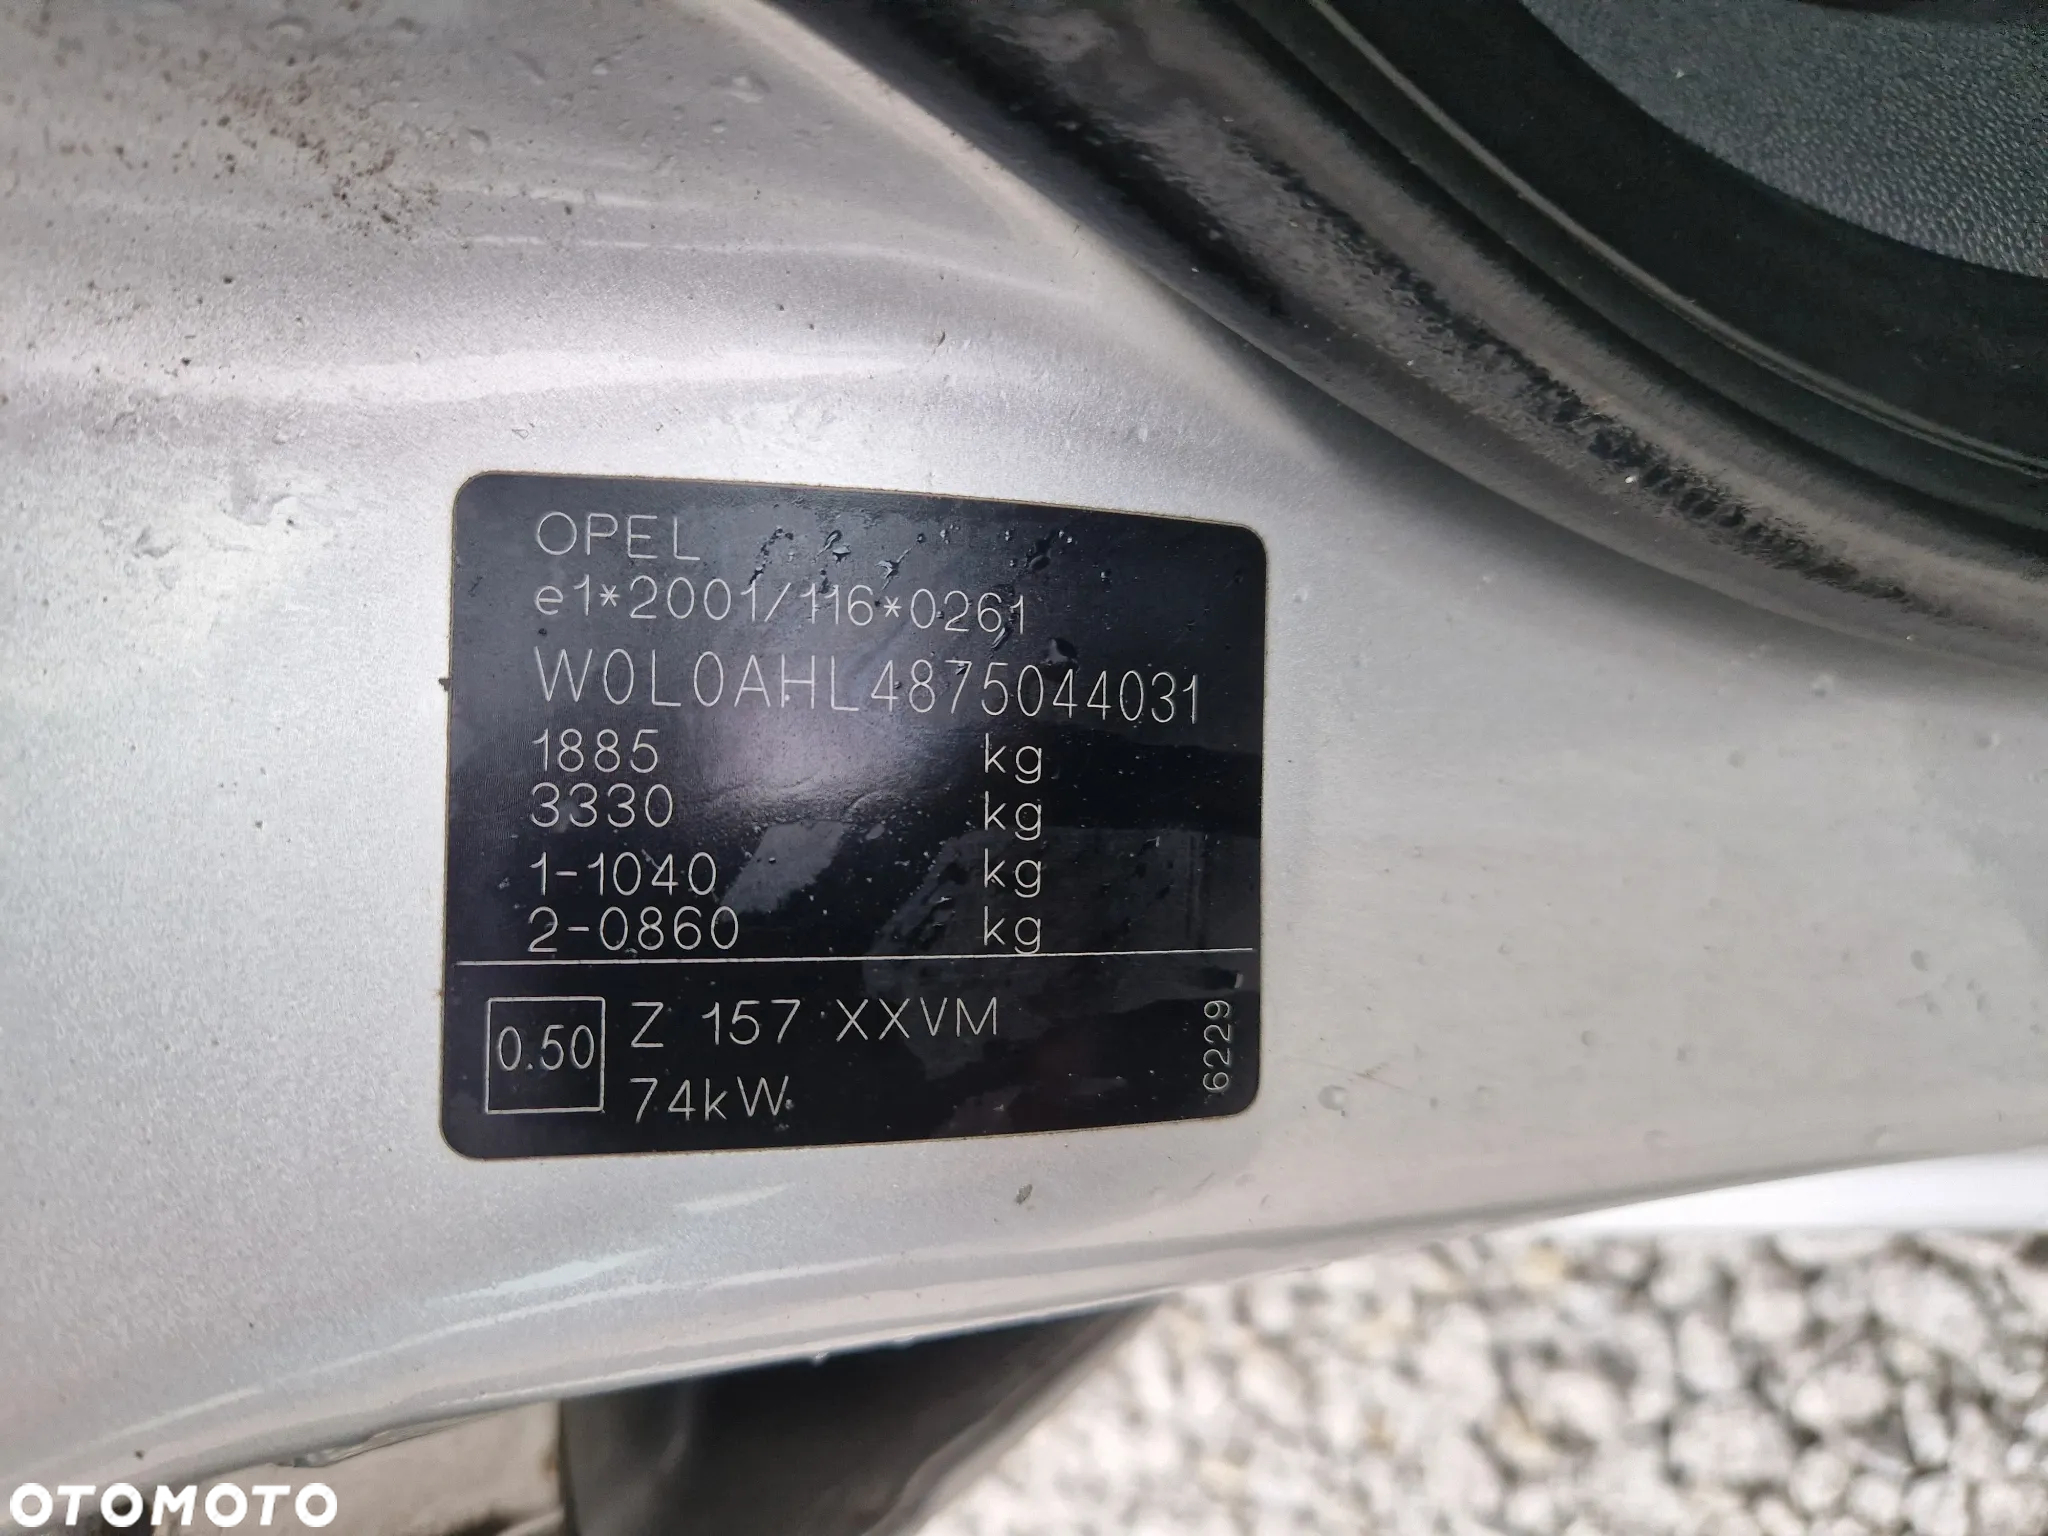 OPEL
e1*2001/116*0261
W0L0AHL4875044031
1885 kg
3330 kg
1-1040 kg
2-0860 kg
0.50 Z 157 XXVM
74kW
6229
OTOMOTO